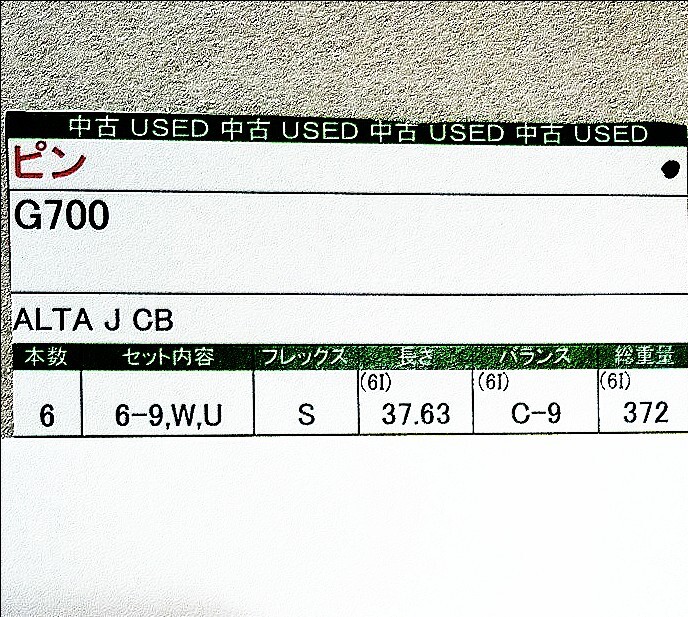 中古 USED 中古 USED 中古 USED 中古 USED
ピン
G700
ALTA J CB
本数 セット内容 フレックス 長さ バランス 総重量
(6I) (6I) (6I)
6 6-9,W,U S 37.63 C-9 372